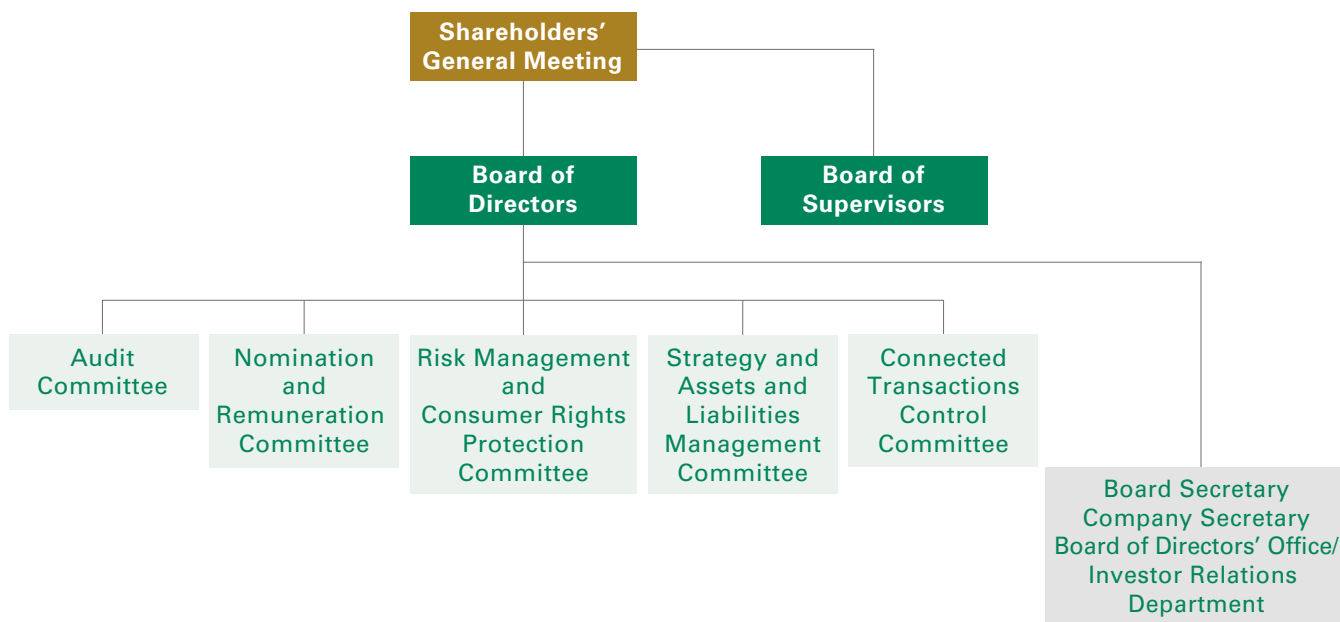 Shareholders’
General Meeting
Board of
Directors
Board of
Supervisors
Audit
Committee
Nomination
and
Remuneration
Committee
Risk Management
and
Consumer Rights
Protection
Committee
Strategy and
Assets and
Liabilities
Management
Committee
Connected
Transactions
Control
Committee
Board Secretary
Company Secretary
Board of Directors’ Office/
Investor Relations
Department